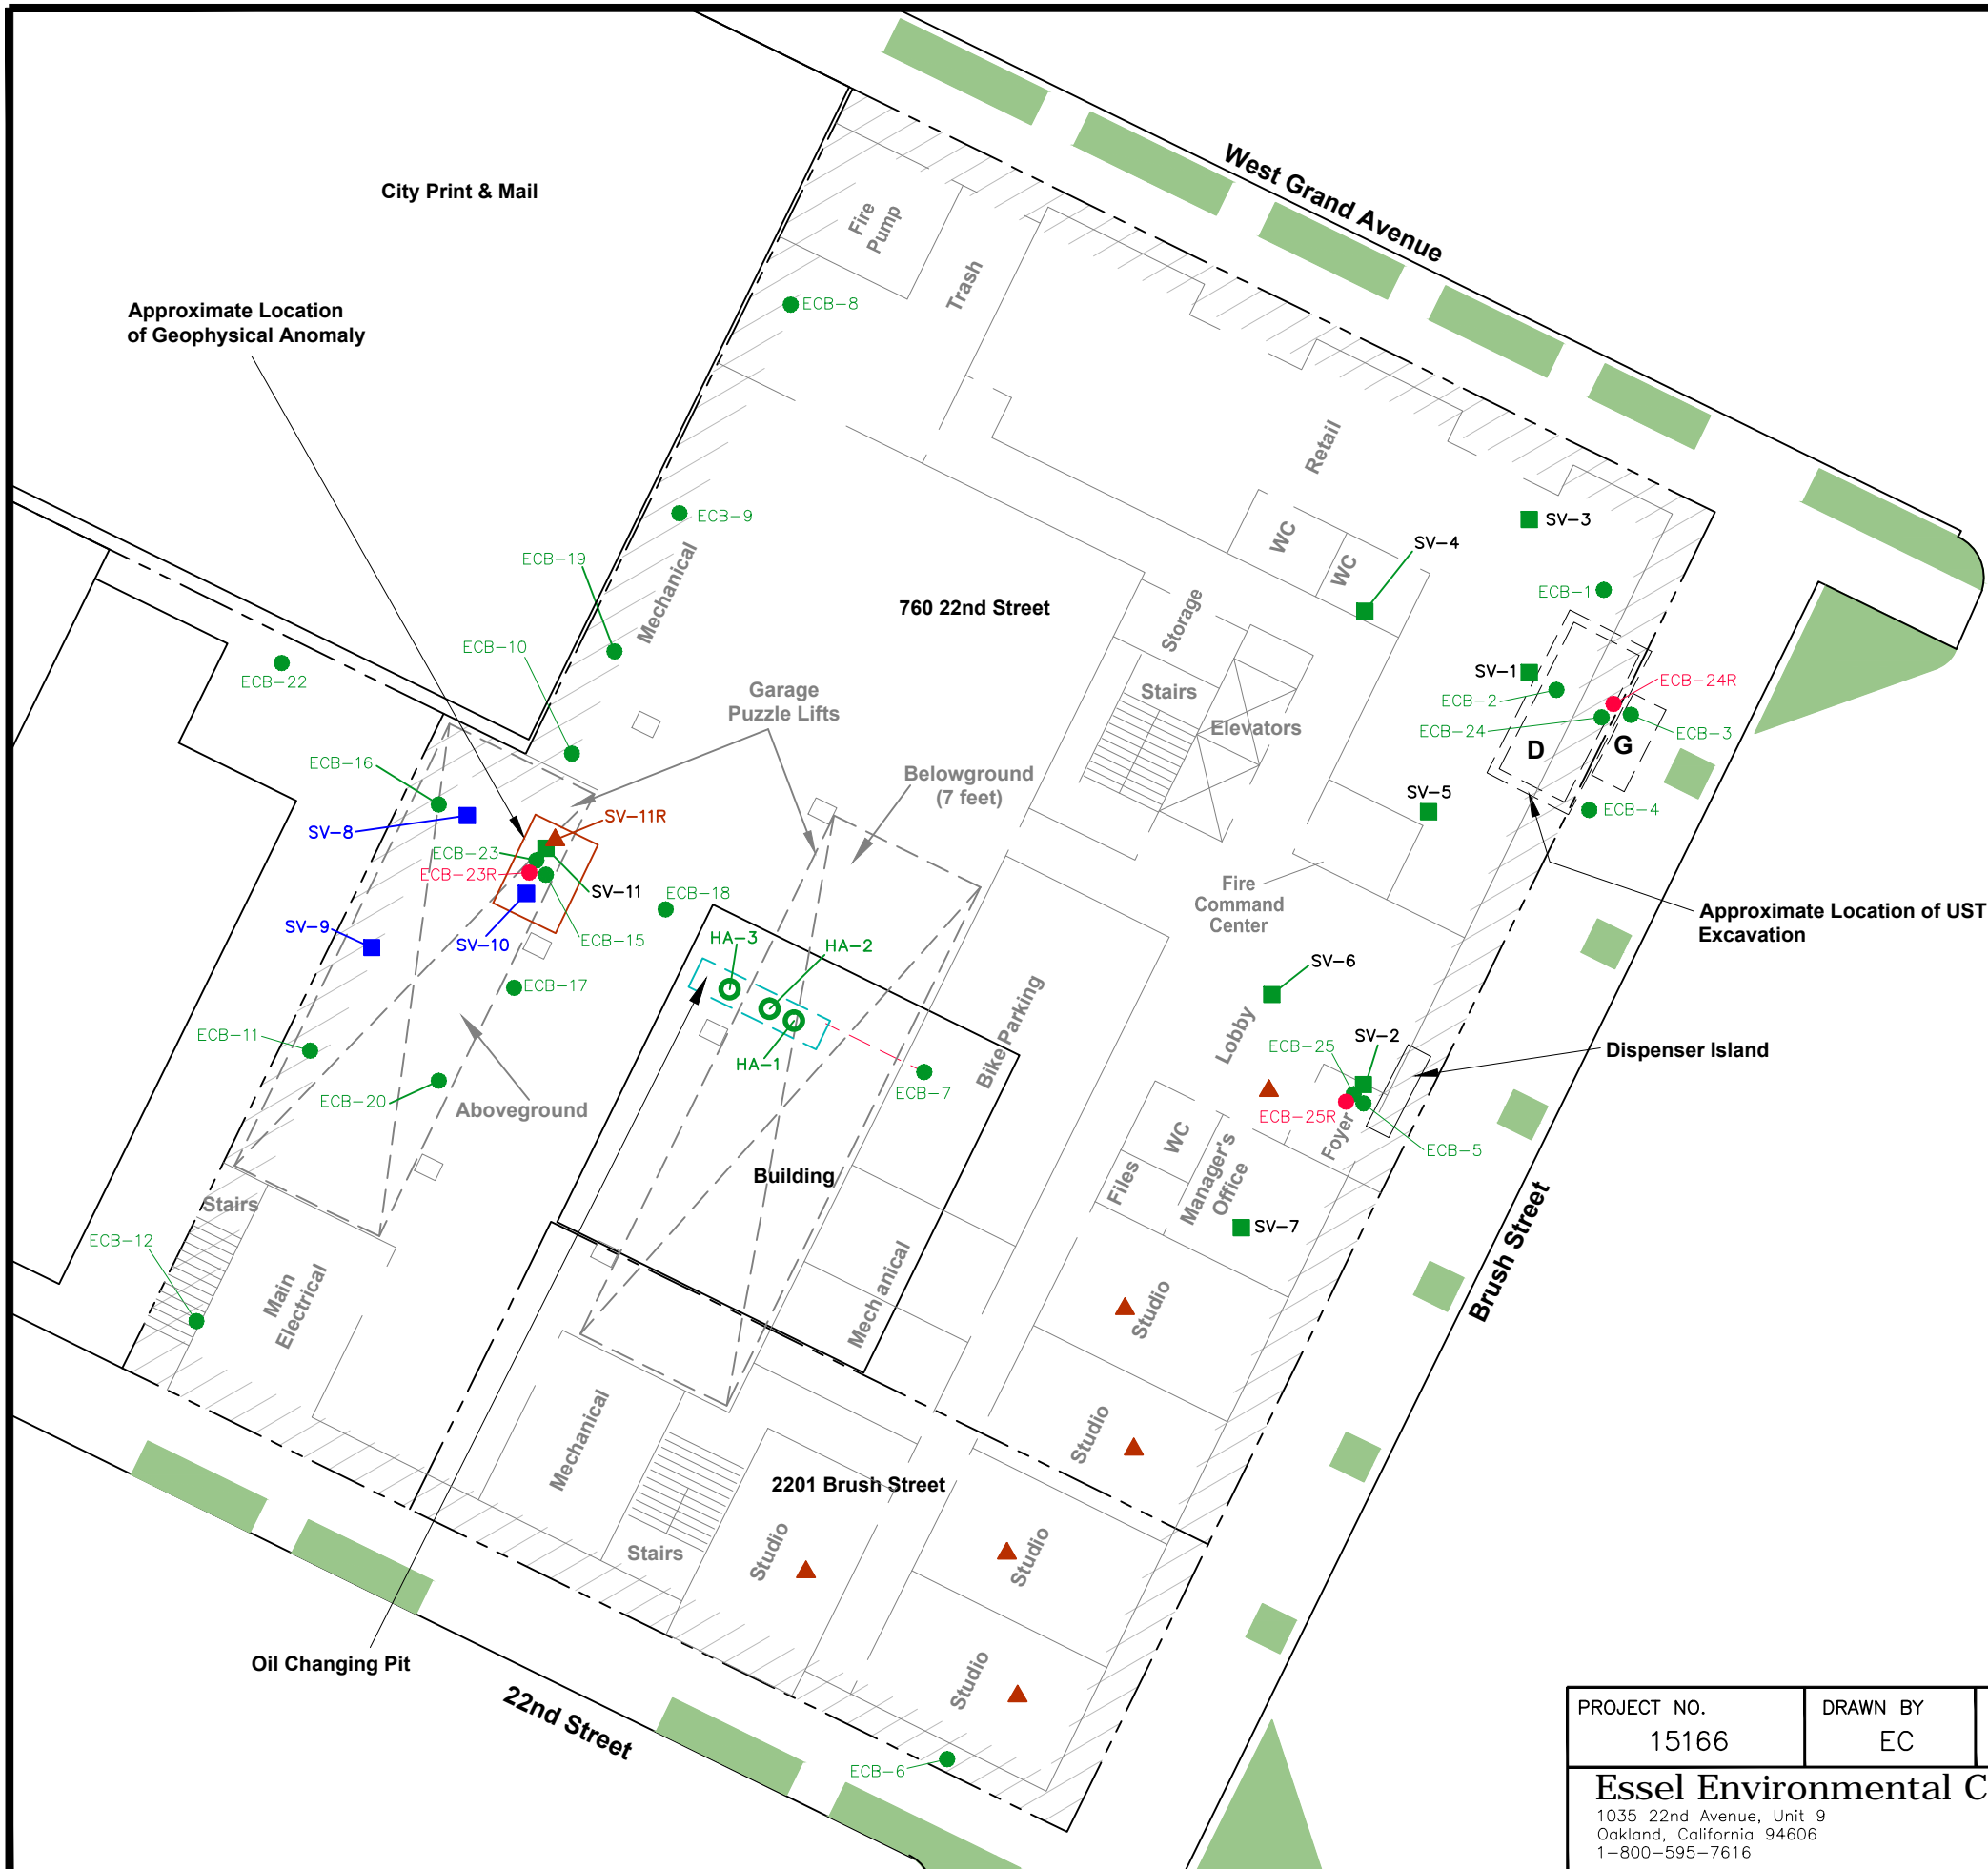 West Grand Avenue
City Print & Mail
Fire
Pump
Trash
ECB-8
Approximate Location
of Geophysical Anomaly
Retail
ECB-9
WC
WC
SV-3
SV-4
ECB-19
Mechanical
ECB-1
760 22nd Street
Storage
ECB-10
ECB-22
Garage
Puzzle Lifts
Stairs
Elevators
SV-1
ECB-2
ECB-24R
ECB-24
ECB-3
D
G
ECB-16
Belowground
(7 feet)
SV-8
SV-11R
SV-5
ECB-4
ECB-23
ECB-23R
SV-11
ECB-18
Fire
Command
Center
Approximate Location of UST
Excavation
SV-9
SV-10
ECB-15
HA-3
HA-2
SV-6
ECB-17
Bike Parking
Lobby
ECB-11
HA-1
ECB-7
ECB-25
SV-2
Dispenser Island
ECB-20
Aboveground
ECB-25R
Foyer
ECB-5
WC
Files
Manager's
Office
Building
Stairs
SV-7
ECB-12
Main
Electrical
Mechanical
Studio
Brush Street
Mechanical
Studio
2201 Brush Street
Stairs
Studio
Studio
Oil Changing Pit
22nd Street
Studio
ECB-6
PROJECT NO.
15166
DRAWN BY
EC
Essel Environmental C
1035 22nd Avenue, Unit 9
Oakland, California 94606
1-800-595-7616